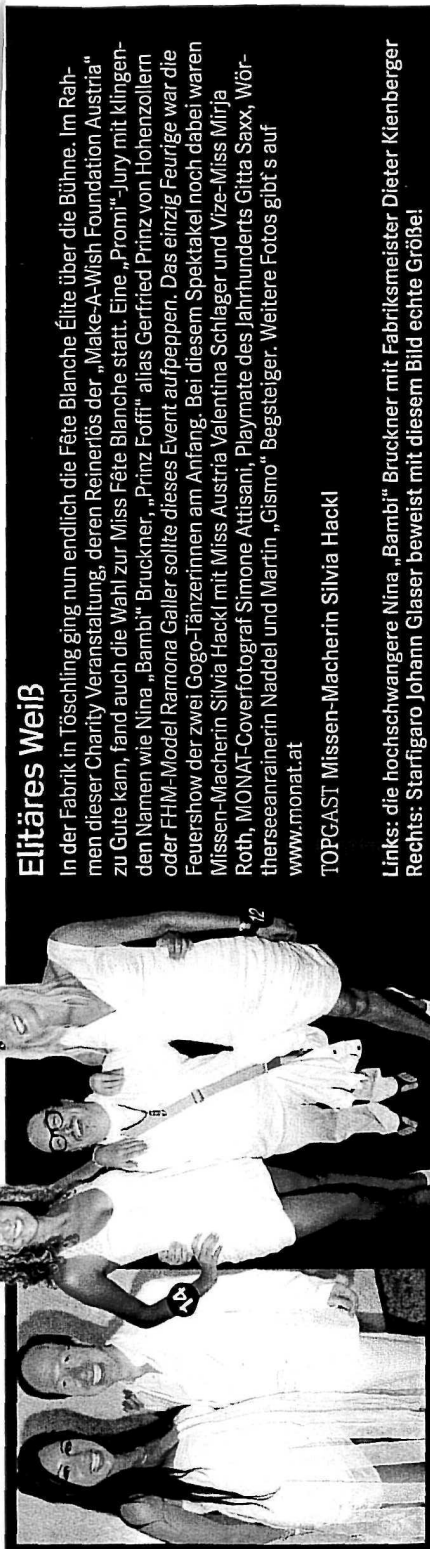 Elitäres Weiß
In der Fabrik in Töschling ging nun endlich die Fête Blanche Élite über die Bühne. Im Rah-
men dieser Charity Veranstaltung, deren Reinerlös der „Make-A-Wish Foundation Austria“
zu Gute kam, fand auch die Wahl zur Miss Fête Blanche statt. Eine „Promi“-Jury mit klingen-
den Namen wie Nina „Bambi“ Bruckner, „Prinz Foffi“ alias Gerfried Prinz von Hohenzollern
oder FHM-Model Ramona Galler sollte dieses Event aufpeppen. Das einzig Feurige war die
Feuershow der zwei Gogo-Tänzerinnen am Anfang. Bei diesem Spektakel noch dabei waren
Missen-Macherin Silvia Hackl mit Miss Austria Valentina Schlager und Vize-Miss Mirja
Roth, MONAT-Coverfotograf Simone Attisani, Playmate des Jahrhunderts Gitta Saxx, Wör-
therseeanrainerin Naddel und Martin „Gismo“ Begsteiger. Weitere Fotos gibt´s auf
www.monat.at
TOPGAST Missen-Macherin Silvia Hackl
Links: die hochschwangere Nina „Bambi“ Bruckner mit Fabriksmeister Dieter Kienberger
Rechts: Starfigaro Johann Glaser beweist mit diesem Bild echte Größe!
14
12